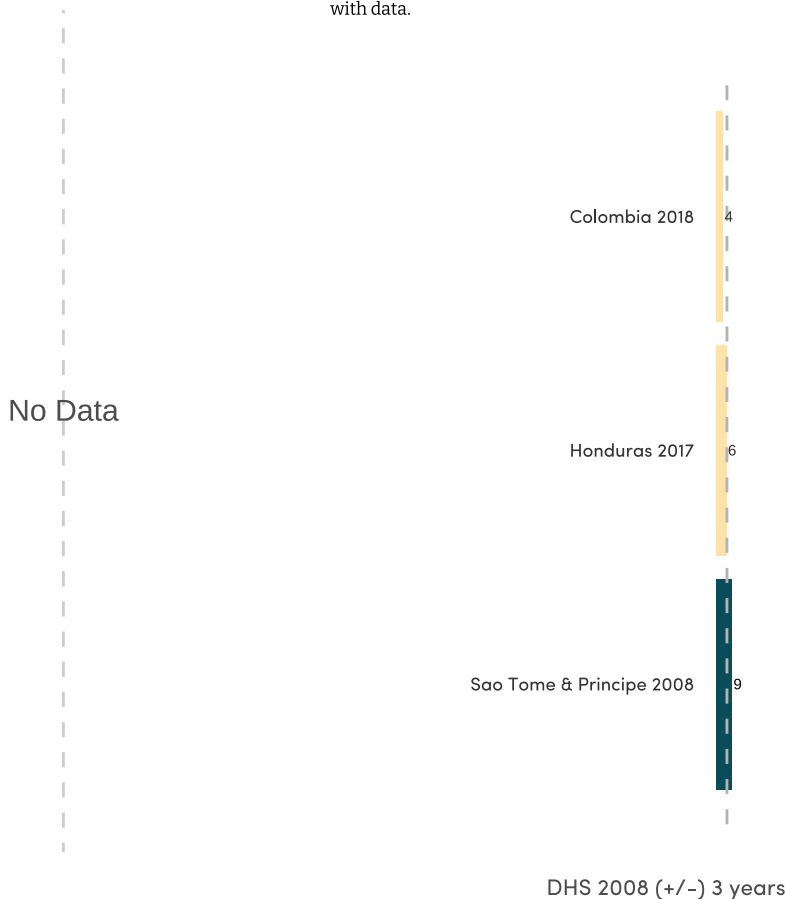 with data.
Colombia 2018 4
No Data
Honduras 2017 6
Sao Tome & Principe 2008 9
DHS 2008 (+/-) 3 years